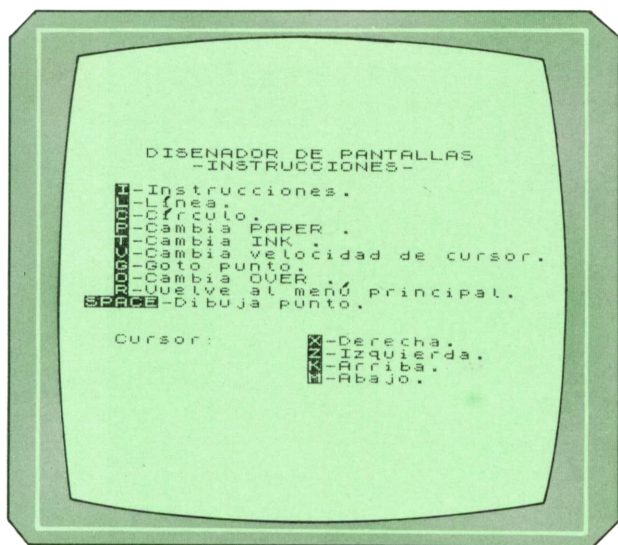 DISENADOR DE PANTALLAS
-INSTRUCCIONES-
I-Instrucciones.
L-Línea.
C-Círculo.
P-Cambia PAPER .
T-Cambia INK .
V-Cambia velocidad de cursor.
G-Goto punto.
O-Cambia OVER .
R-Vuelve al menú principal.
SPACE-Dibuja punto.
Cursor: X-Derecha.
Z-Izquierda.
K-Arriba.
M-Abajo.